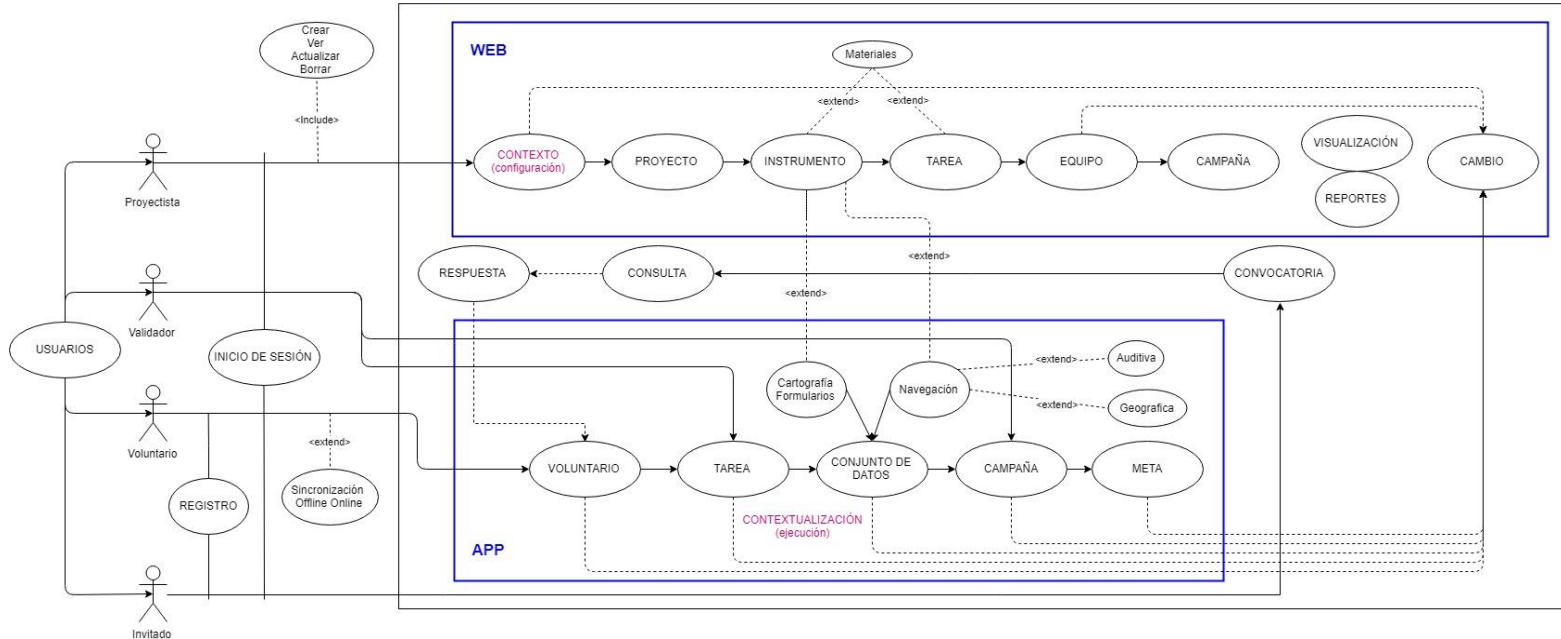 Crear
Ver
Actualizar
Borrar
WEB
Materiales
<extend>
<extend>
<Include>
CONTEXTO
(configuración)
PROYECTO
INSTRUMENTO
TAREA
EQUIPO
CAMPAÑA
VISUALIZACIÓN
REPORTES
CAMBIO
Proyectista
<extend>
RESPUESTA
CONSULTA
CONVOCATORIA
<extend>
Validador
USUARIOS
INICIO DE SESIÓN
<extend>
Auditiva
Cartografía
Formularios
Navegación
<extend>
Geografica
Voluntario
<extend>
VOLUNTARIO
TAREA
CONJUNTO DE
DATOS
CAMPAÑA
META
REGISTRO
Sincronización
Offline Online
CONTEXTUALIZACIÓN
(ejecución)
APP
Invitado